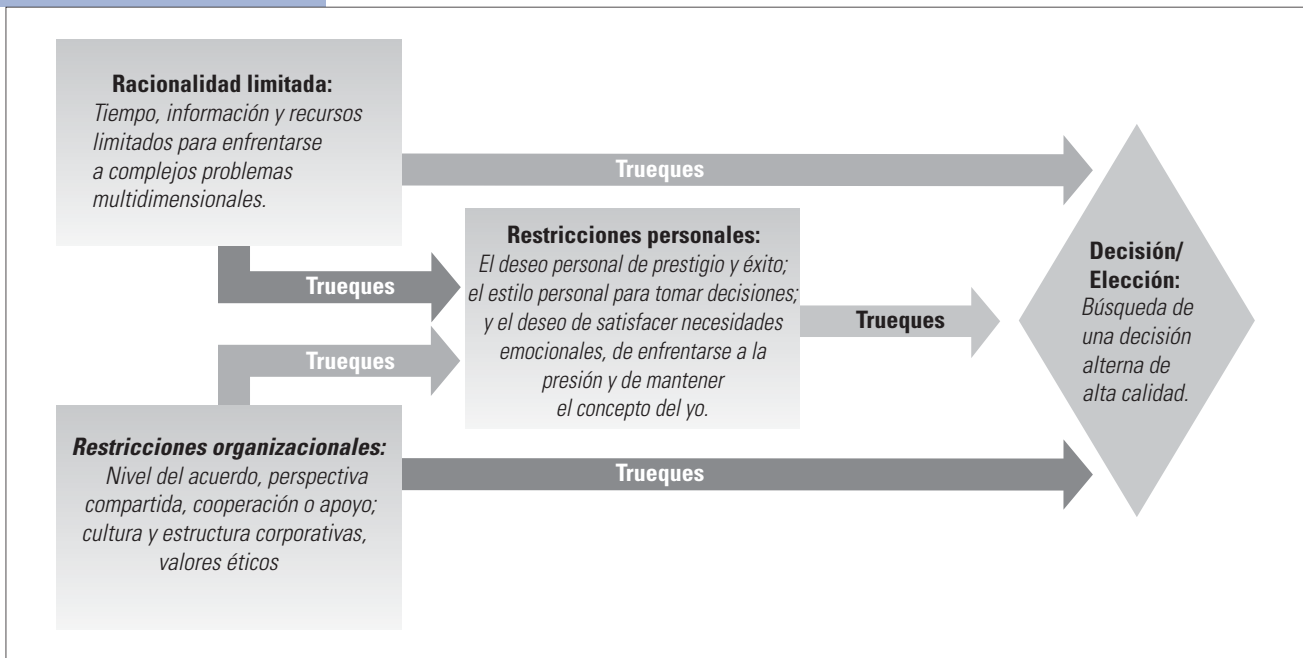 Racionalidad limitada:
Tiempo, información y recursos
limitados para enfrentarse
a complejos problemas
multidimensionales.
Trueques
Restricciones personales:
El deseo personal de prestigio y éxito;
el estilo personal para tomar decisiones;
y el deseo de satisfacer necesidades
emocionales, de enfrentarse a la
presión y de mantener
el concepto del yo.
Trueques
Trueques
Trueques
Decisión/
Elección:
Búsqueda de
una decisión
alterna de
alta calidad.
Restricciones organizacionales:
Nivel del acuerdo, perspectiva
compartida, cooperación o apoyo;
cultura y estructura corporativas,
valores éticos
Trueques